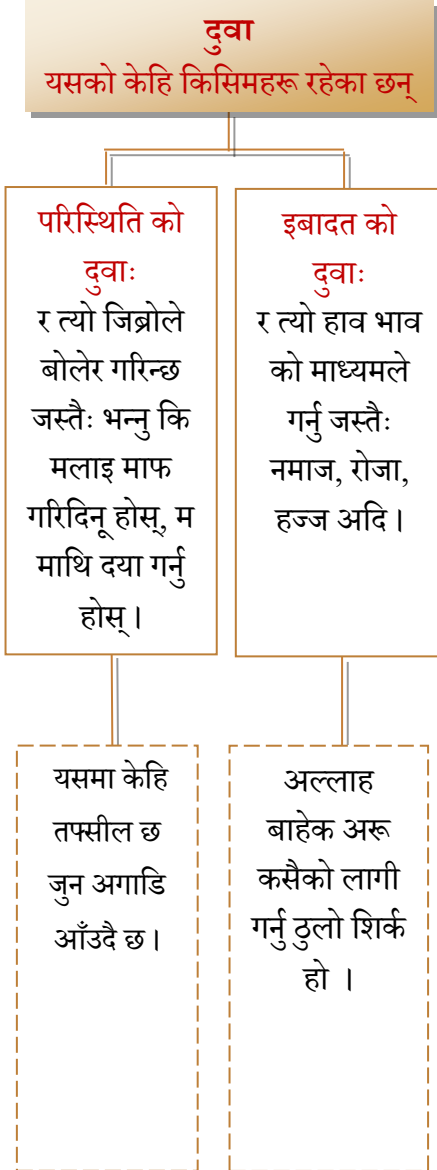 दुवा
यसको केहि किसिमहरू रहेका छन्
परिस्थिति को
दुवाः
र त्यो जिब्रोले
बोलेर गरिन्छ
जस्तैः भन्नु कि
मलाइ माफ
गरिदिनू होस्, म
माथि दया गर्नु
होस्।
इबादत को
दुवाः
र त्यो हाव भाव
को माध्यमले
गर्नु जस्तैः
नमाज, रोजा,
हज्ज अदि।
यसमा केहि
तफ्सील छ
जुन अगाडि
आँउदै छ।
अल्लाह
बाहेक अरू
कसैको लागी
गर्नु ठुलो शिर्क
हो ।